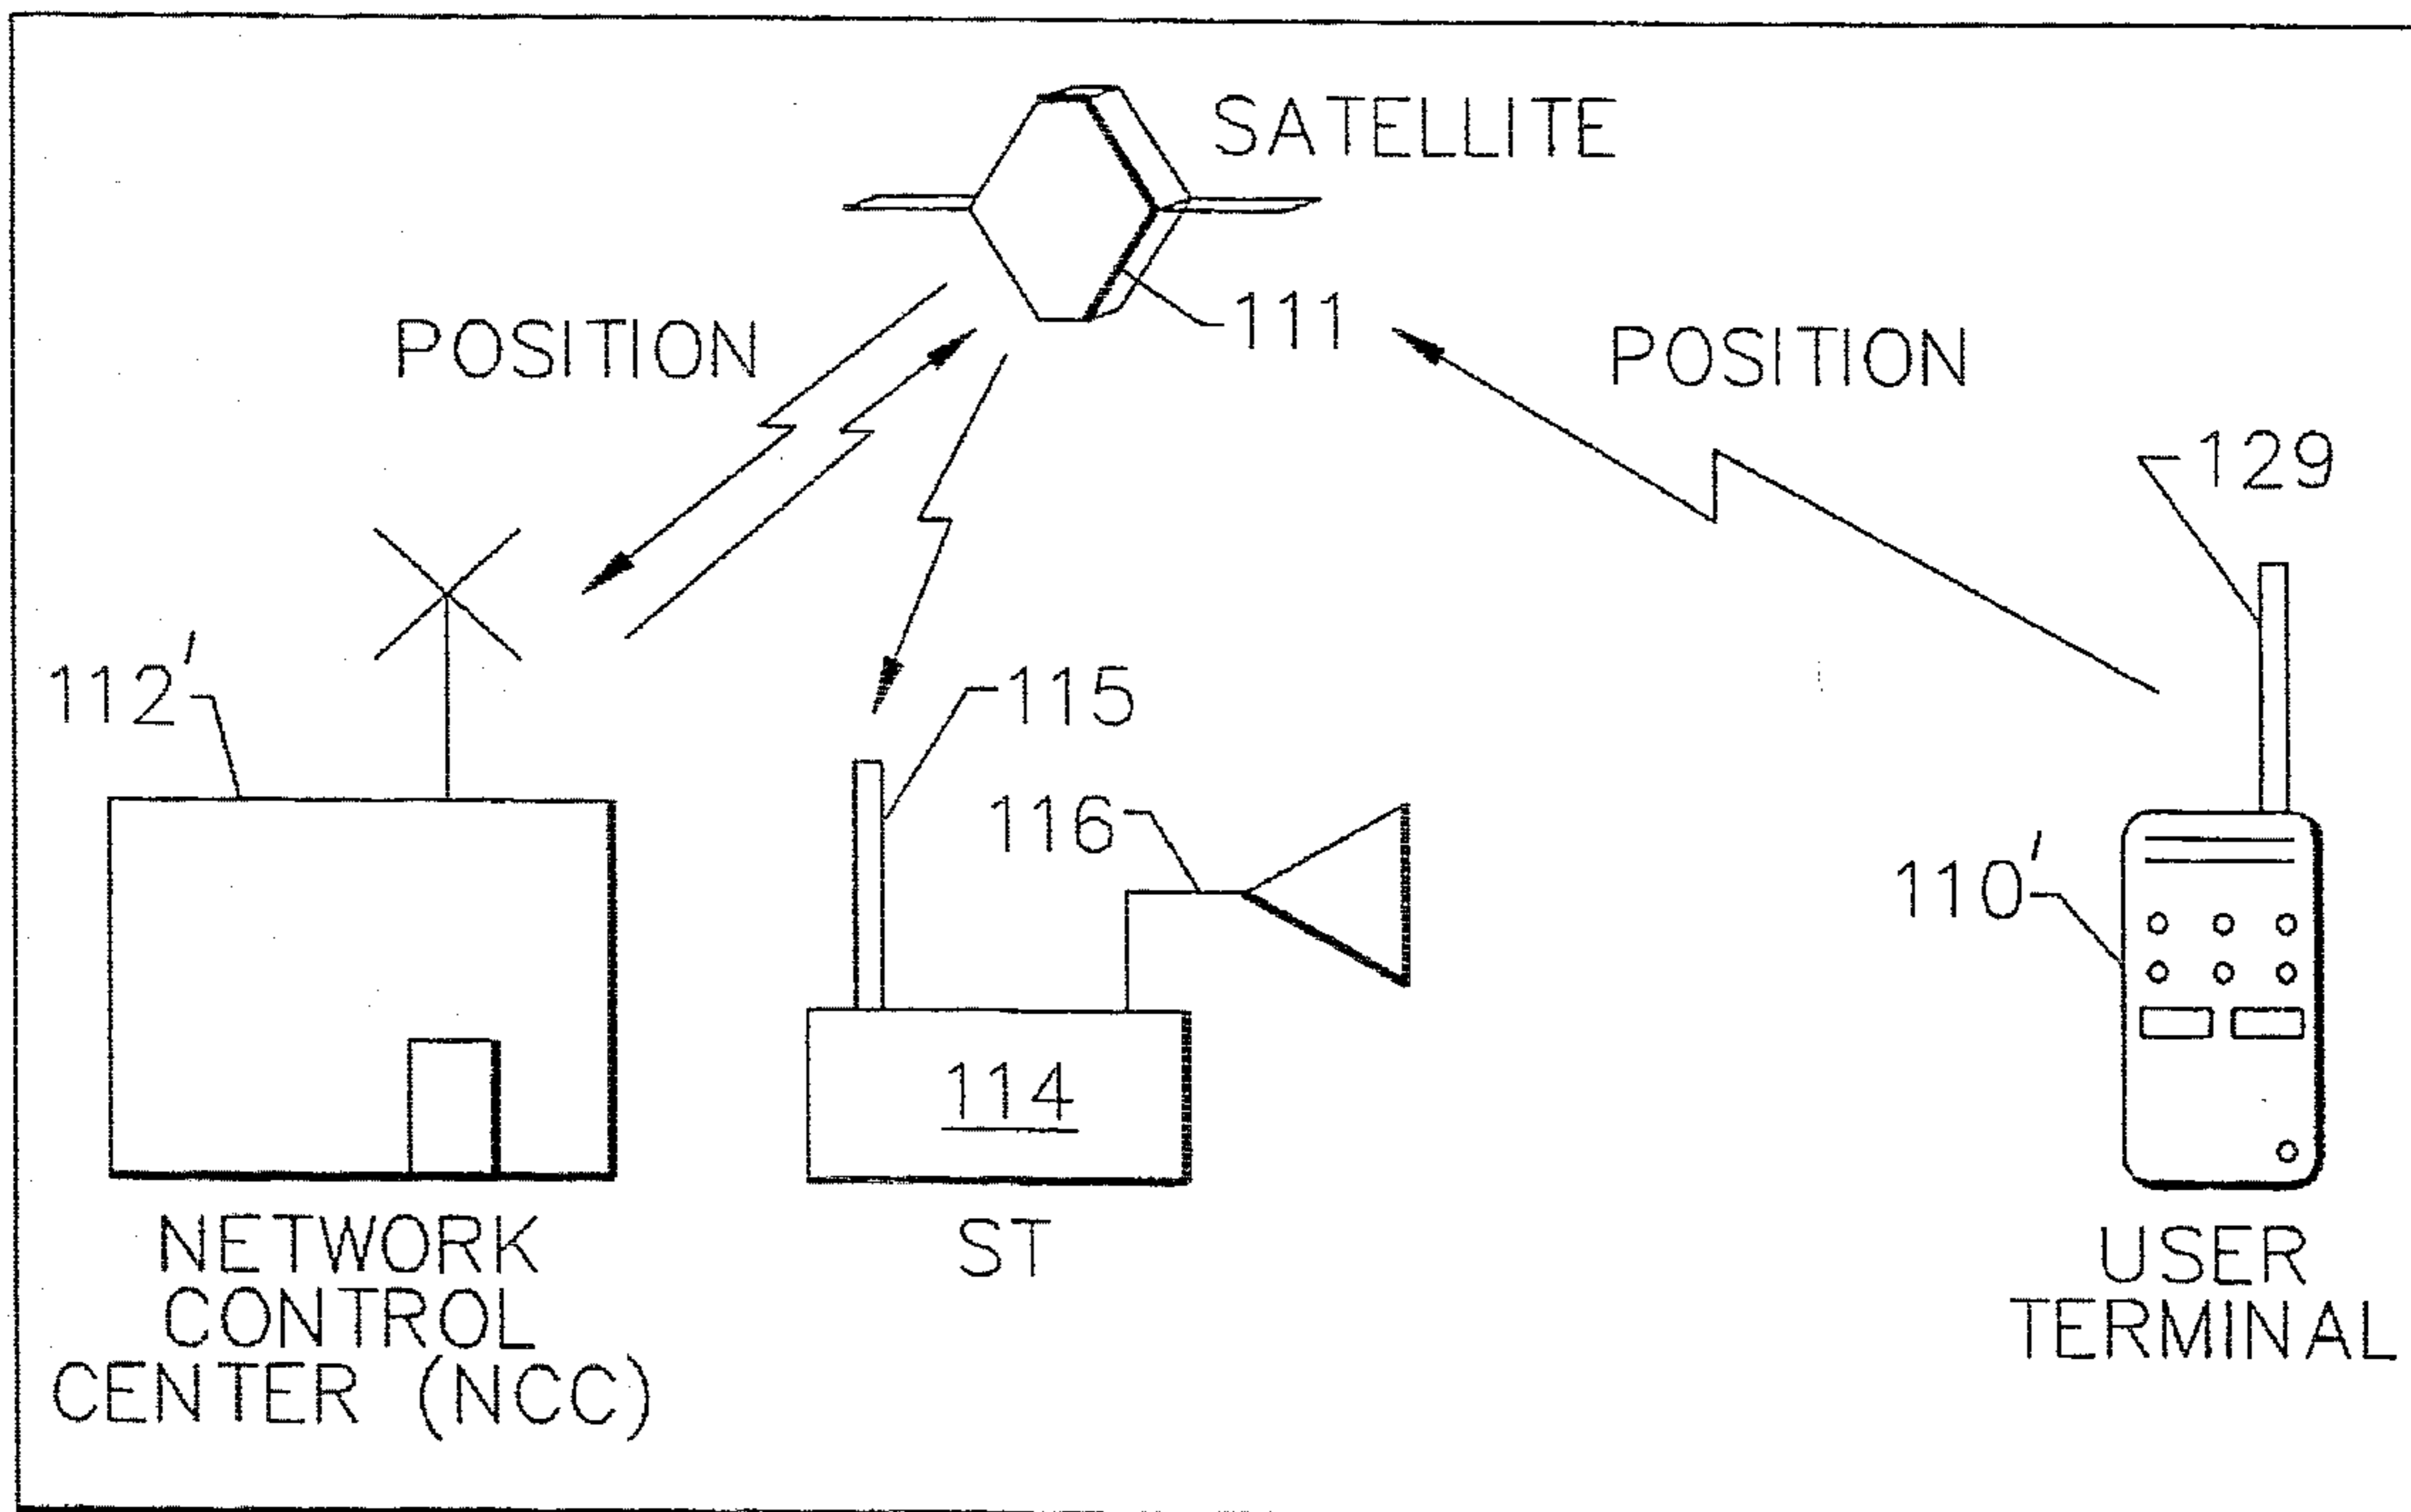 SATELLITE
111
POSITION
POSITION
129
112'
115
116
110'
114
NETWORK
CONTROL
CENTER (NCC)
ST
USER
TERMINAL